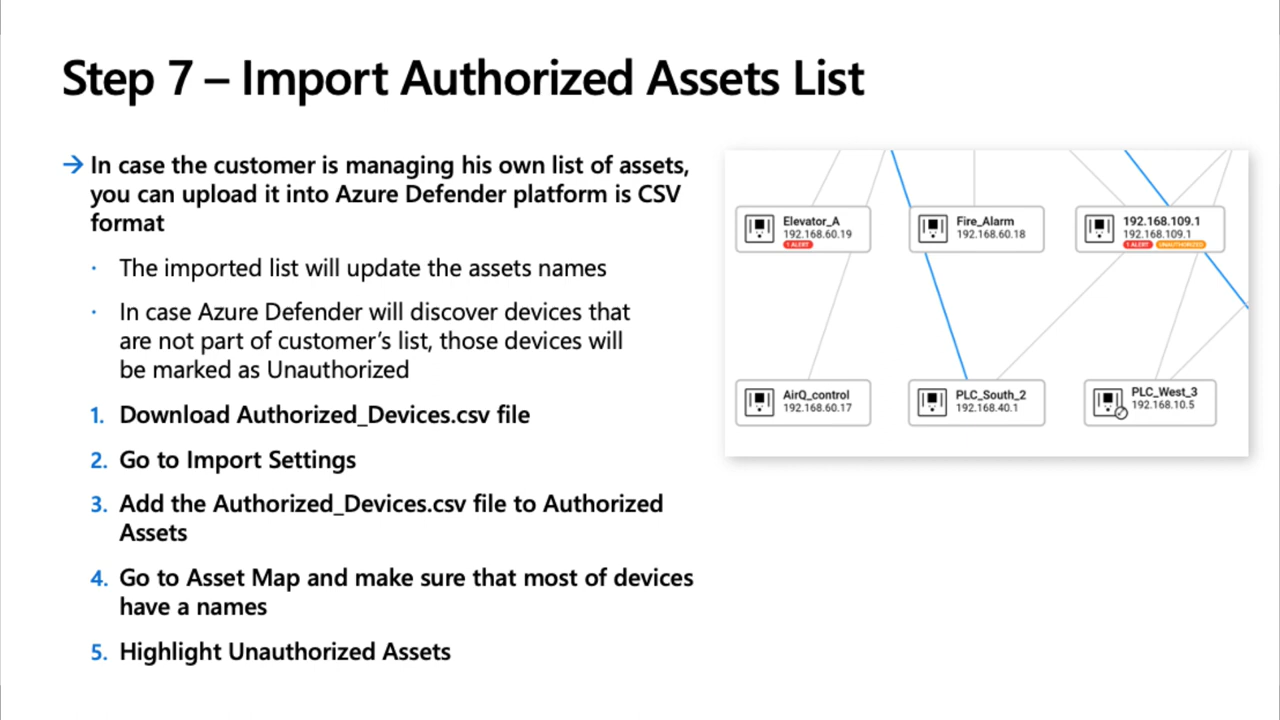 Step 7 – Import Authorized Assets List
→ In case the customer is managing his own list of assets,
you can upload it into Azure Defender platform is CSV
format
· The imported list will update the assets names
· In case Azure Defender will discover devices that
are not part of customer’s list, those devices will
be marked as Unauthorized
1. Download Authorized_Devices.csv file
2. Go to Import Settings
3. Add the Authorized_Devices.csv file to Authorized
Assets
4. Go to Asset Map and make sure that most of devices
have a names
5. Highlight Unauthorized Assets
Elevator_A
192.168.60.19
1 ALERT
Fire_Alarm
192.168.60.18
192.168.109.1
192.168.109.1
1 ALERT UNAUTHORIZED
AirQ_control
192.168.60.17
PLC_South_2
192.168.40.1
PLC_West_3
192.168.10.5